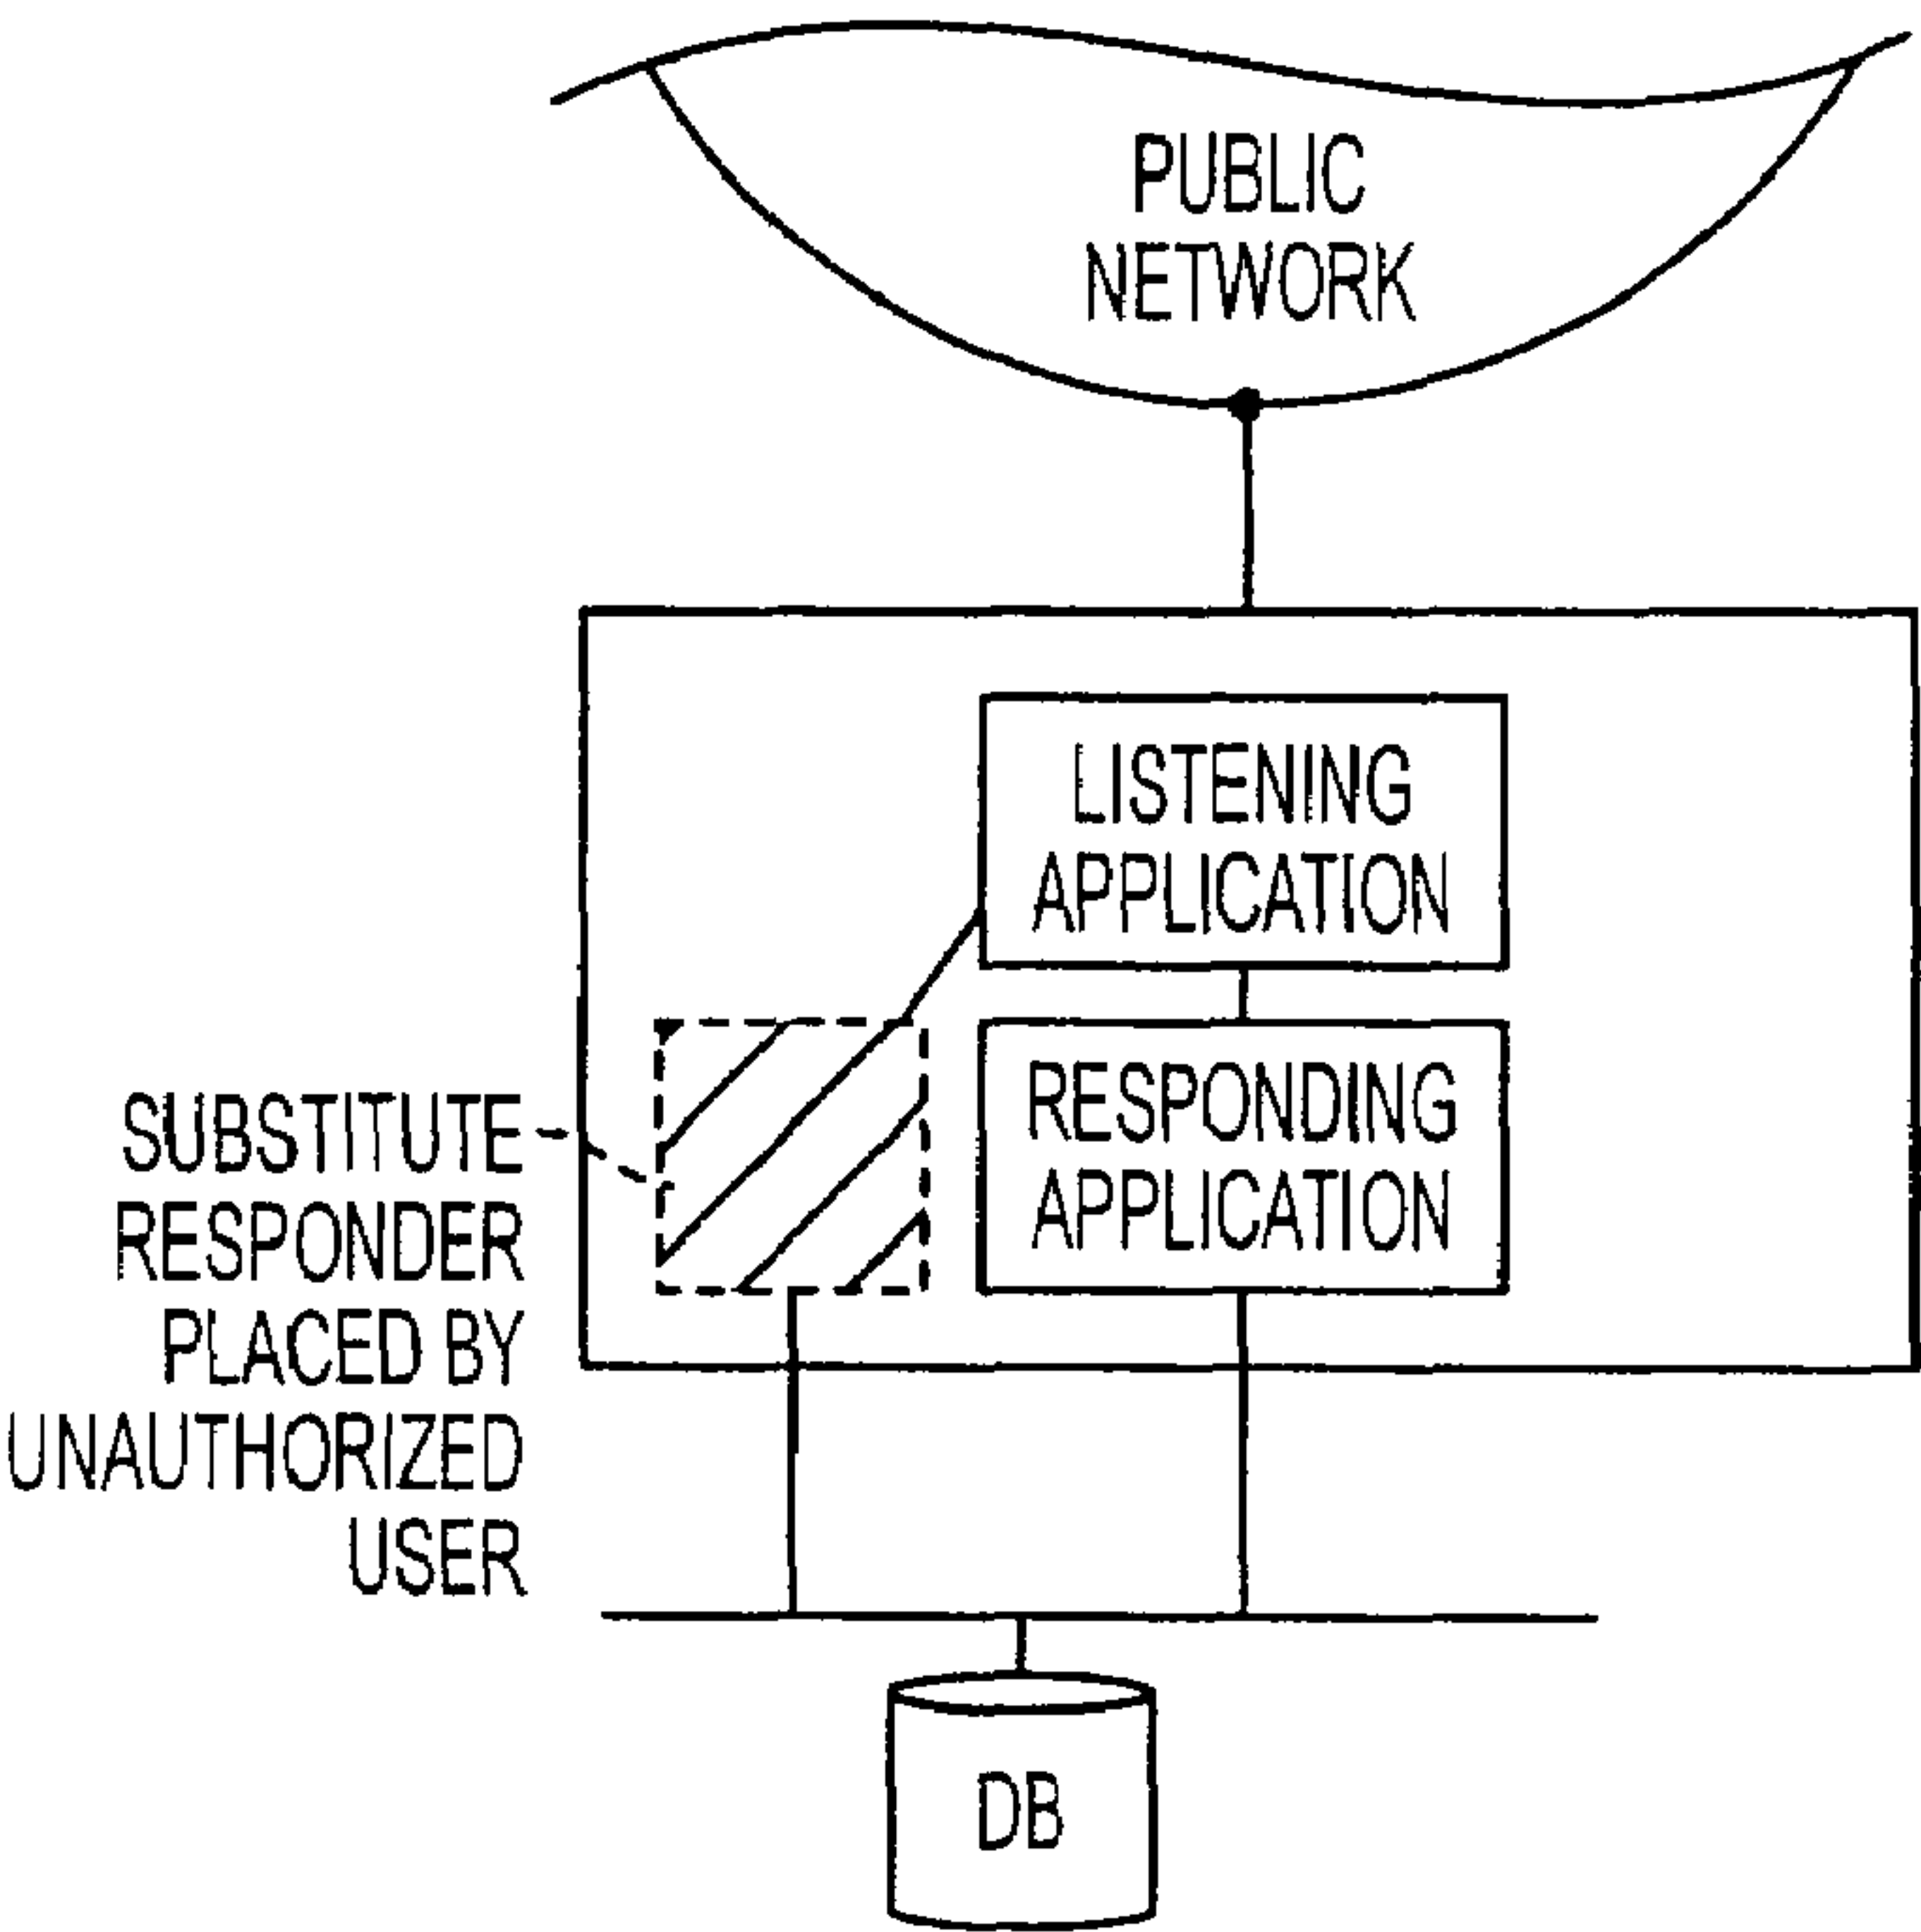 PUBLIC
NETWORK
LISTENING
APPLICATION
RESPONDING
APPLICATION
SUBSTITUTE
RESPONDER
PLACED BY
UNAUTHORIZED
USER
DB